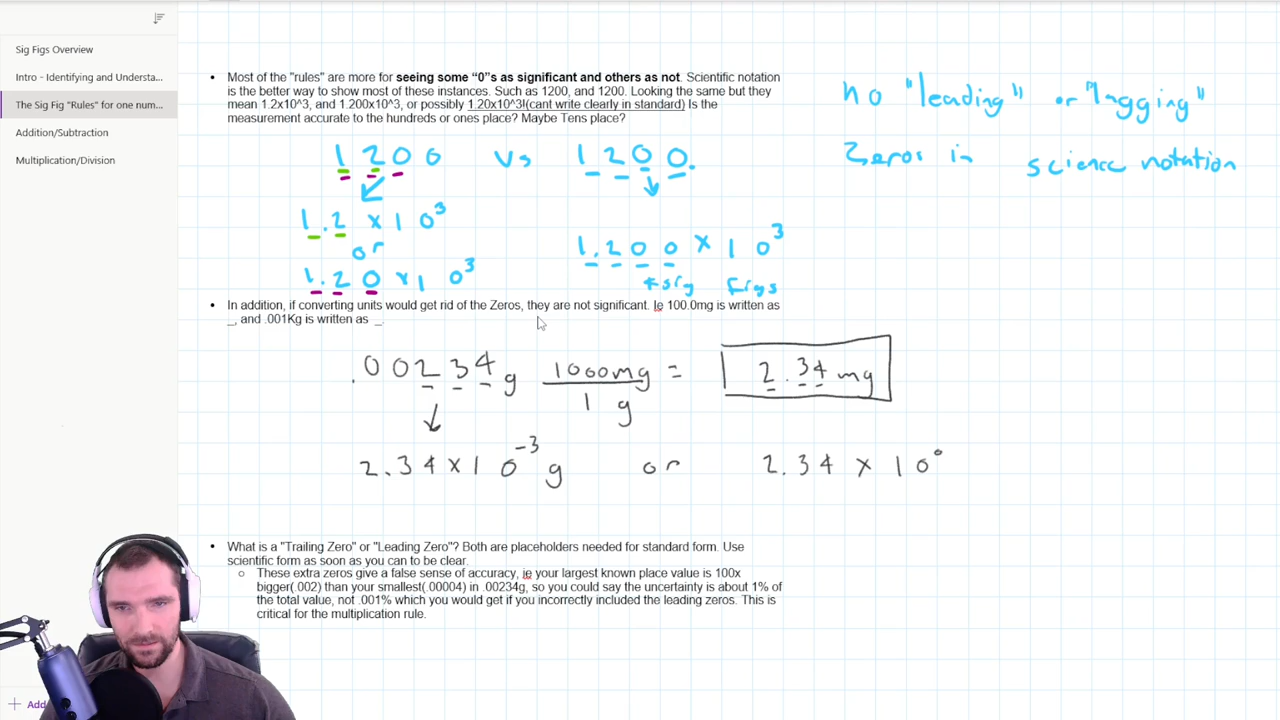 Sig Figs Overview
Intro - Identifying and Understa...
The Sig Fig "Rules" for one num...
Addition/Subtraction
Multiplication/Division
Add
• Most of the "rules" are more for seeing some "0"s as significant and others as not. Scientific notation
is the better way to show most of these instances. Such as 1200, and 1200. Looking the same but they
mean 1.2x10^3, and 1.200x10^3, or possibly 1.20x10^3!(cant write clearly in standard) Is the
measurement accurate to the hundreds or ones place? Maybe Tens place?
no "leading" or "lagging"
zeros in science notation
1200 vs 1200.
1.2 x 10³
or
1.20 x 10³
1.200 x 10³
4 sig figs
• In addition, if converting units would get rid of the Zeros, they are not significant. Ie 100.0mg is written as
_, and .001Kg is written as _.
.00234g 1000mg = 2.34 mg
1 g
2.34 x 10⁻³ g or 2.34 x 10⁰
• What is a "Trailing Zero" or "Leading Zero"? Both are placeholders needed for standard form. Use
scientific form as soon as you can to be clear.
o These extra zeros give a false sense of accuracy, ie your largest known place value is 100x
bigger(.002) than your smallest(.00004) in .00234g, so you could say the uncertainty is about 1% of
the total value, not .001% which you would get if you incorrectly included the leading zeros. This is
critical for the multiplication rule.